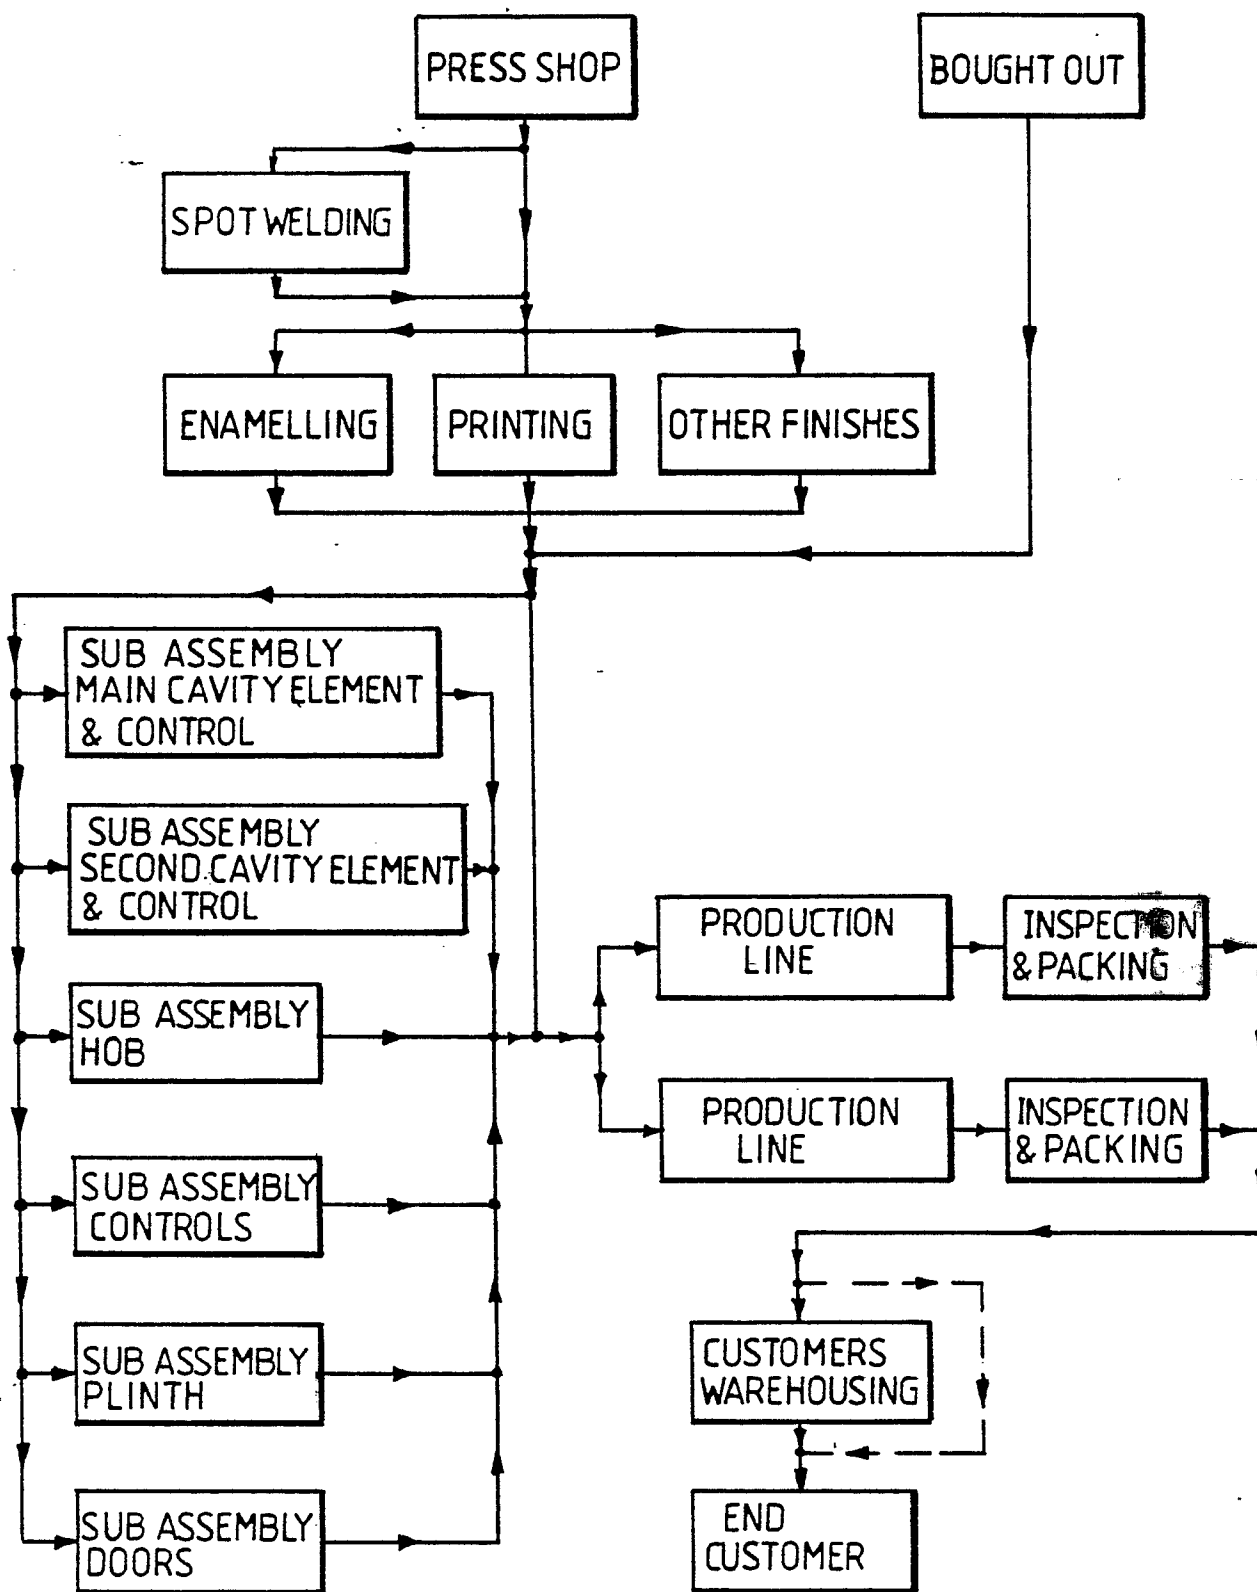 PRESS SHOP
BOUGHT OUT
SPOT WELDING
ENAMELLING
PRINTING
OTHER FINISHES
SUB ASSEMBLY
MAIN CAVITY ELEMENT
& CONTROL
SUB ASSEMBLY
SECOND CAVITY ELEMENT
& CONTROL
SUB ASSEMBLY
HOB
SUB ASSEMBLY
CONTROLS
SUB ASSEMBLY
PLINTH
SUB ASSEMBLY
DOORS
PRODUCTION
LINE
INSPECTION
& PACKING
PRODUCTION
LINE
INSPECTION
& PACKING
CUSTOMERS
WAREHOUSING
END
CUSTOMER